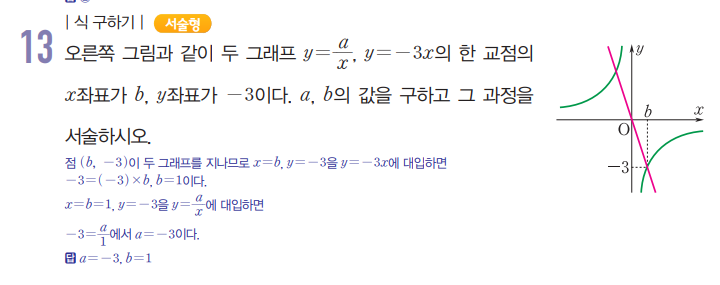 | 식 구하기 | 서술형
13 오른쪽 그림과 같이 두 그래프 y=a/x, y=-3x의 한 교점의
x좌표가 b, y좌표가 -3이다. a, b의 값을 구하고 그 과정을
서술하시오.
점 (b, -3)이 두 그래프를 지나므로 x=b, y=-3을 y=-3x에 대입하면
-3=(-3)×b, b=1이다.
x=b=1, y=-3을 y=a/x에 대입하면
-3=a/1에서 a=-3이다.
답 a=-3, b=1
y
b
x
O
-3